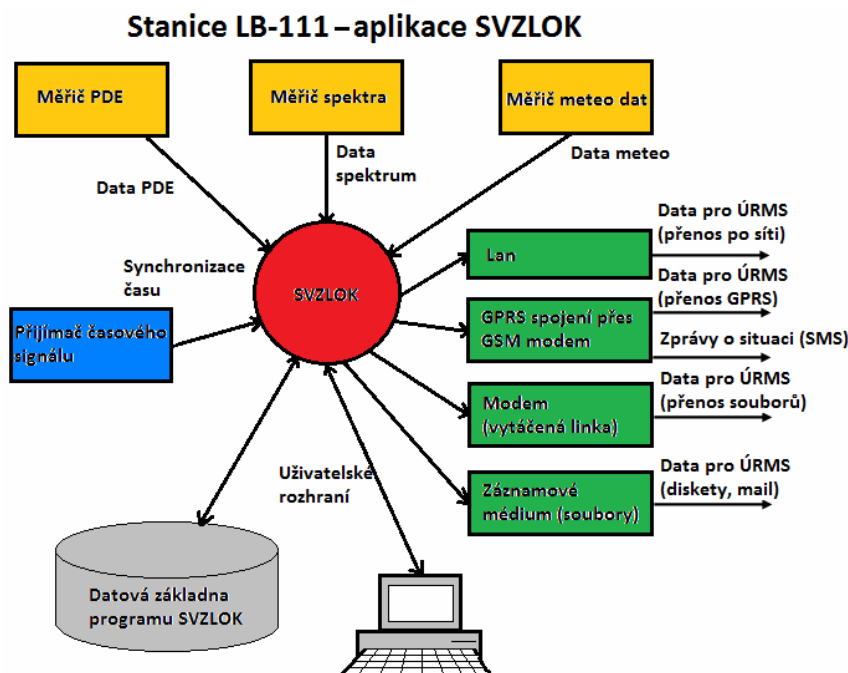 Stanice LB-111 – aplikace SVZLOK
Měřič PDE
Měřič spektra
Měřič meteo dat
Data PDE
Data
spektrum
Data meteo
Synchronizace
času
SVZLOK
Přijímač časového
signálu
Lan
Data pro ÚRMS
(přenos po síti)
GPRS spojení přes
GSM modem
Data pro ÚRMS
(přenos GPRS)
Zprávy o situaci (SMS)
Modem
(vytáčená linka)
Data pro ÚRMS
(přenos souborů)
Záznamové
médium (soubory)
Data pro ÚRMS
(diskety, mail)
Uživatelské
rozhraní
Datová základna
programu SVZLOK